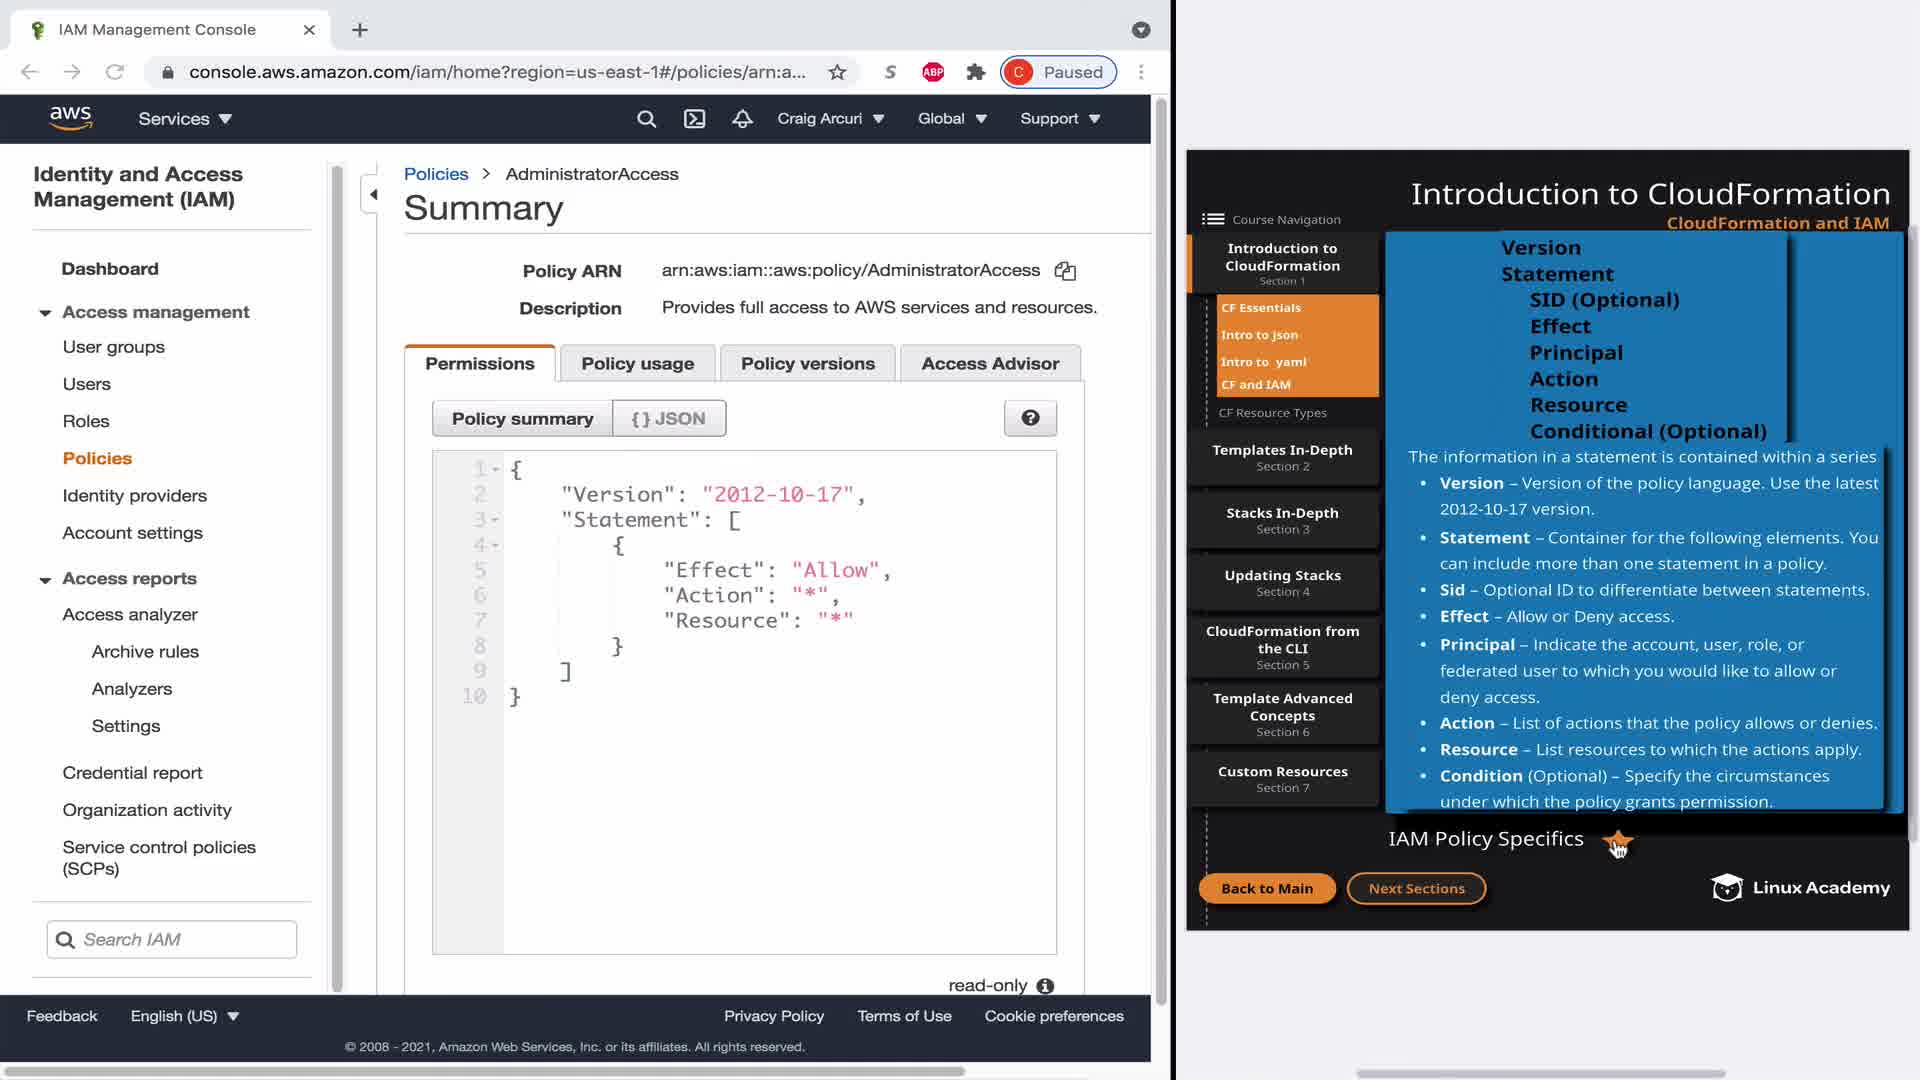 IAM Management Console
console.aws.amazon.com/iam/home?region=us-east-1#/policies/arn:a...
S
ABP
C
Paused
aws
Services
Craig Arcuri
Global
Support
Identity and Access
Management (IAM)
Dashboard
Access management
User groups
Users
Roles
Policies
Identity providers
Account settings
Access reports
Access analyzer
Archive rules
Analyzers
Settings
Credential report
Organization activity
Service control policies
(SCPs)
Search IAM
Policies > AdministratorAccess
Summary
Policy ARN arn:aws:iam::aws:policy/AdministratorAccess
Description Provides full access to AWS services and resources.
Permissions
Policy usage
Policy versions
Access Advisor
Policy summary
{ } JSON
?
1 {
2 "Version": "2012-10-17",
3 "Statement": [
4 {
5 "Effect": "Allow",
6 "Action": "*",
7 "Resource": "*"
8 }
9 ]
10 }
read-only
Feedback
English (US)
Privacy Policy
Terms of Use
Cookie preferences
© 2008 - 2021, Amazon Web Services, Inc. or its affiliates. All rights reserved.
Introduction to CloudFormation
CloudFormation and IAM
Course Navigation
Introduction to
CloudFormation
Section 1
CF Essentials
Intro to Json
Intro to yaml
CF and IAM
CF Resource Types
Templates In-Depth
Section 2
Stacks In-Depth
Section 3
Updating Stacks
Section 4
CloudFormation from
the CLI
Section 5
Template Advanced
Concepts
Section 6
Custom Resources
Section 7
Version
Statement
SID (Optional)
Effect
Principal
Action
Resource
Conditional (Optional)
The information in a statement is contained within a series
• Version – Version of the policy language. Use the latest
2012-10-17 version.
• Statement – Container for the following elements. You
can include more than one statement in a policy.
• Sid – Optional ID to differentiate between statements.
• Effect – Allow or Deny access.
• Principal – Indicate the account, user, role, or
federated user to which you would like to allow or
deny access.
• Action – List of actions that the policy allows or denies.
• Resource – List resources to which the actions apply.
• Condition (Optional) – Specify the circumstances
under which the policy grants permission.
IAM Policy Specifics
Back to Main
Next Sections
Linux Academy